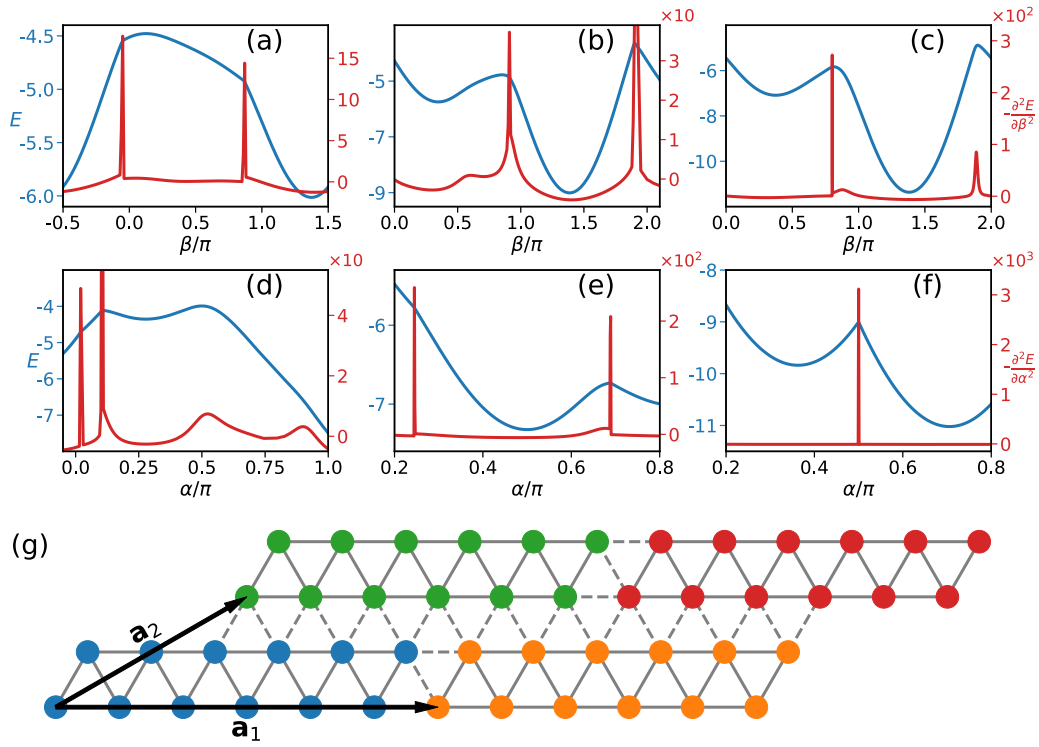 ×10 ×10²
(a) (b) (c)
-4.5 -5.0 -5.5 -6.0
E
15 10 5 0
-5 -7 -9
4 3 2 1 0
-6 -8 -10
3 2 1 0
-∂²E/∂β²
-0.5 0.0 0.5 1.0 1.5
0.0 0.5 1.0 1.5 2.0
0.0 0.5 1.0 1.5 2.0
β/π β/π β/π
×10 ×10² ×10³
(d) (e) (f)
-4 -5 -6 -7
E
4 2 0
-6 -7
2 1 0
-8 -9 -10 -11
3 2 1 0
-∂²E/∂α²
0.0 0.25 0.5 0.75 1.0
0.2 0.4 0.6 0.8
0.2 0.4 0.6 0.8
α/π α/π α/π
(g)
a₂
a₁